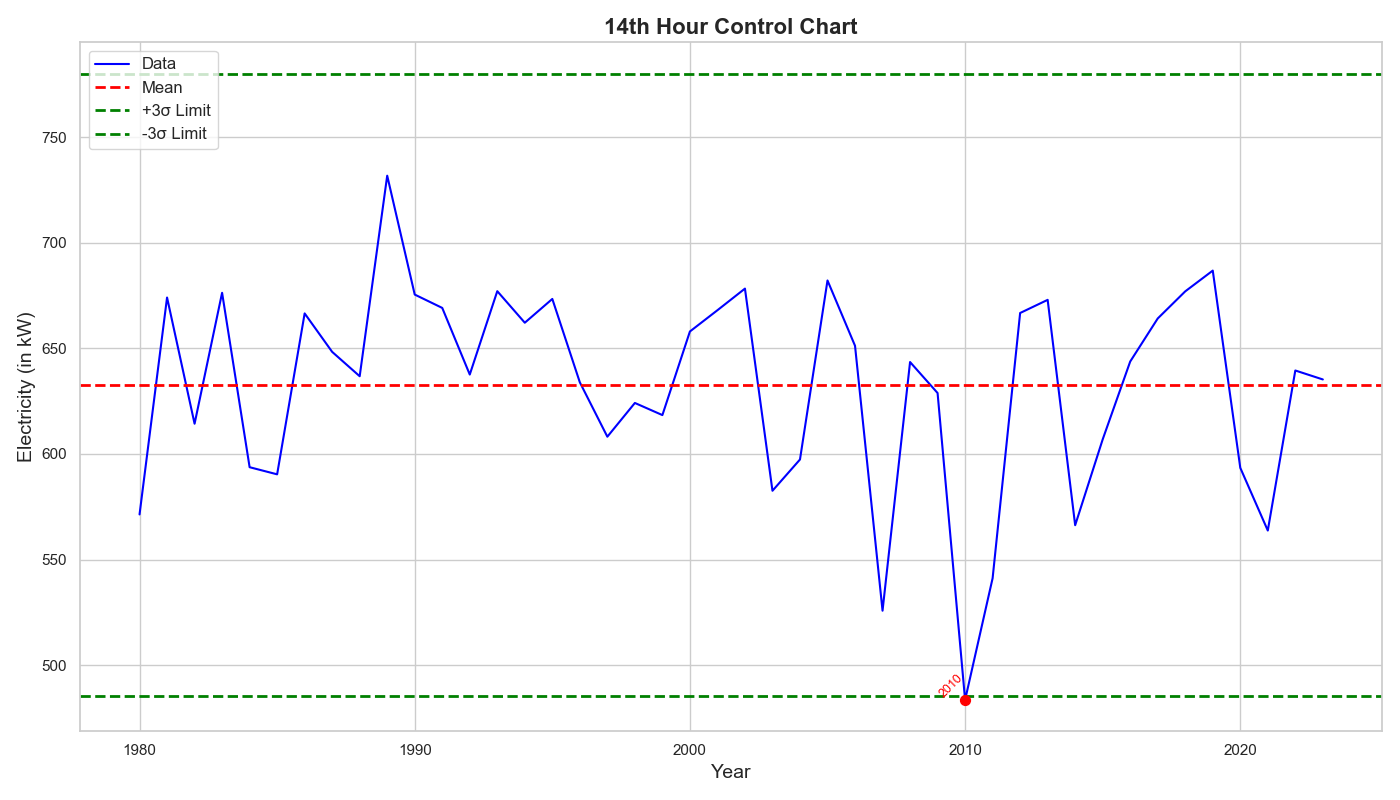 14th Hour Control Chart
Data
Mean
+3σ Limit
-3σ Limit
750
700
650
600
550
500
Electricity (in kW)
2010
1980
1990
2000
2010
2020
Year